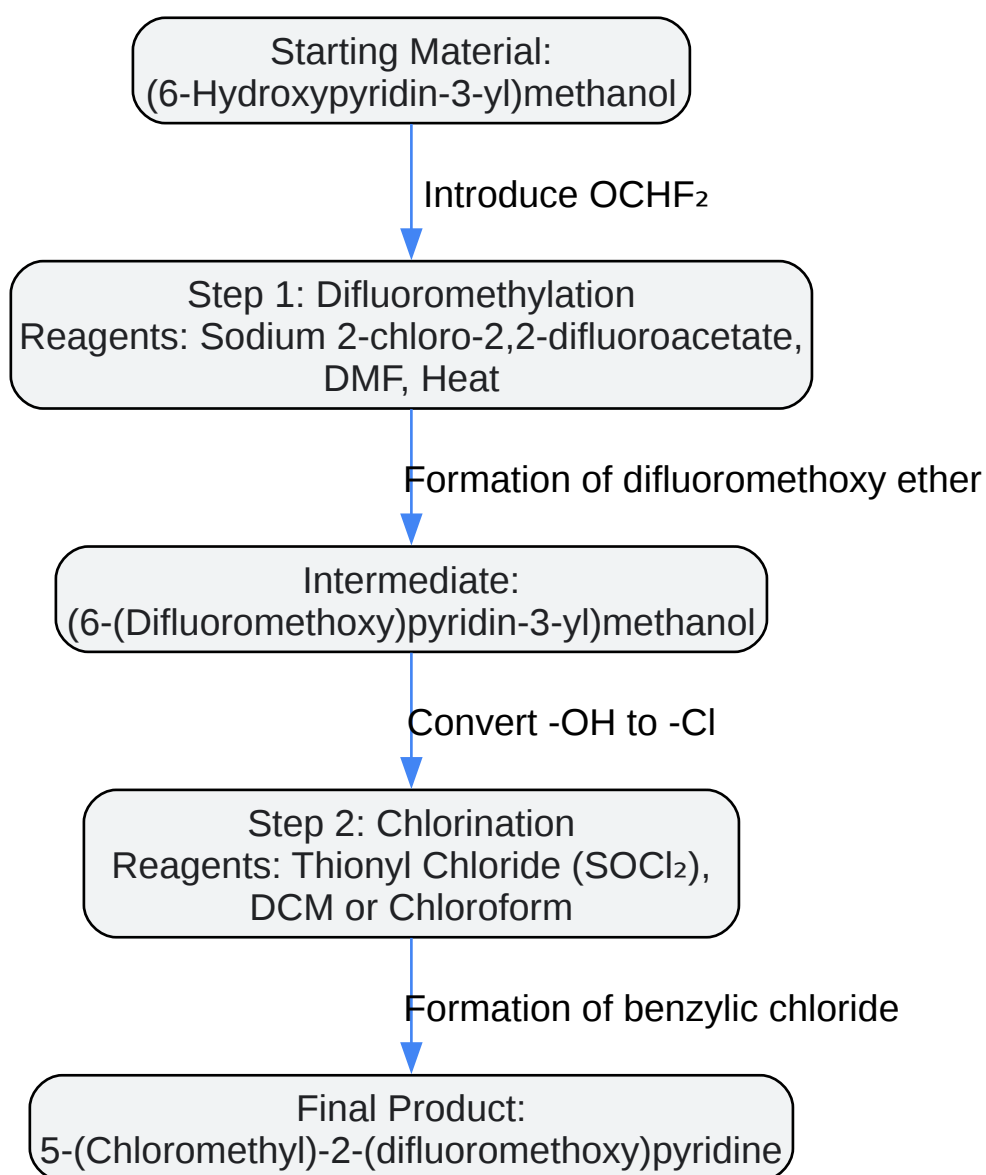 Starting Material:
(6-Hydroxypyridin-3-yl)methanol
Introduce OCHF₂
Step 1: Difluoromethylation
Reagents: Sodium 2-chloro-2,2-difluoroacetate,
DMF, Heat
Formation of difluoromethoxy ether
Intermediate:
(6-(Difluoromethoxy)pyridin-3-yl)methanol
Convert -OH to -Cl
Step 2: Chlorination
Reagents: Thionyl Chloride (SOCl₂),
DCM or Chloroform
Formation of benzylic chloride
Final Product:
5-(Chloromethyl)-2-(difluoromethoxy)pyridine